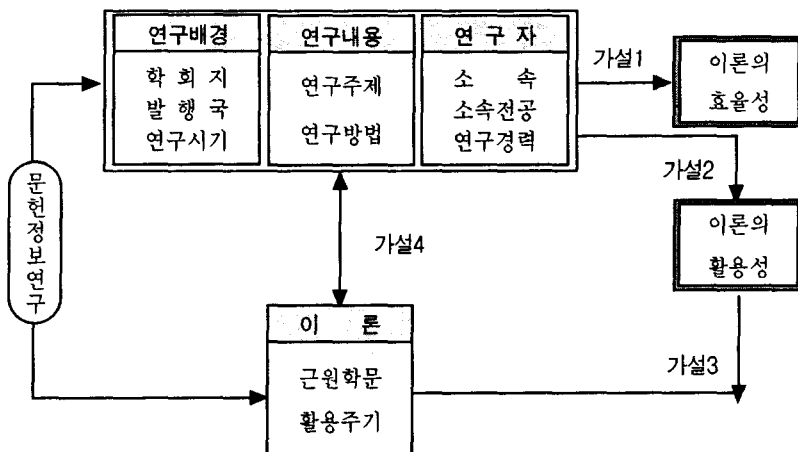 연구배경
학 회 지
발 행 국
연구시기
연구내용
연구주제
연구방법
연 구 자
소 속
소속전공
연구경력
가설1
이론의
효율성
가설2
이론의
활용성
문헌정보연구
가설4
이 론
근원학문
활용주기
가설3